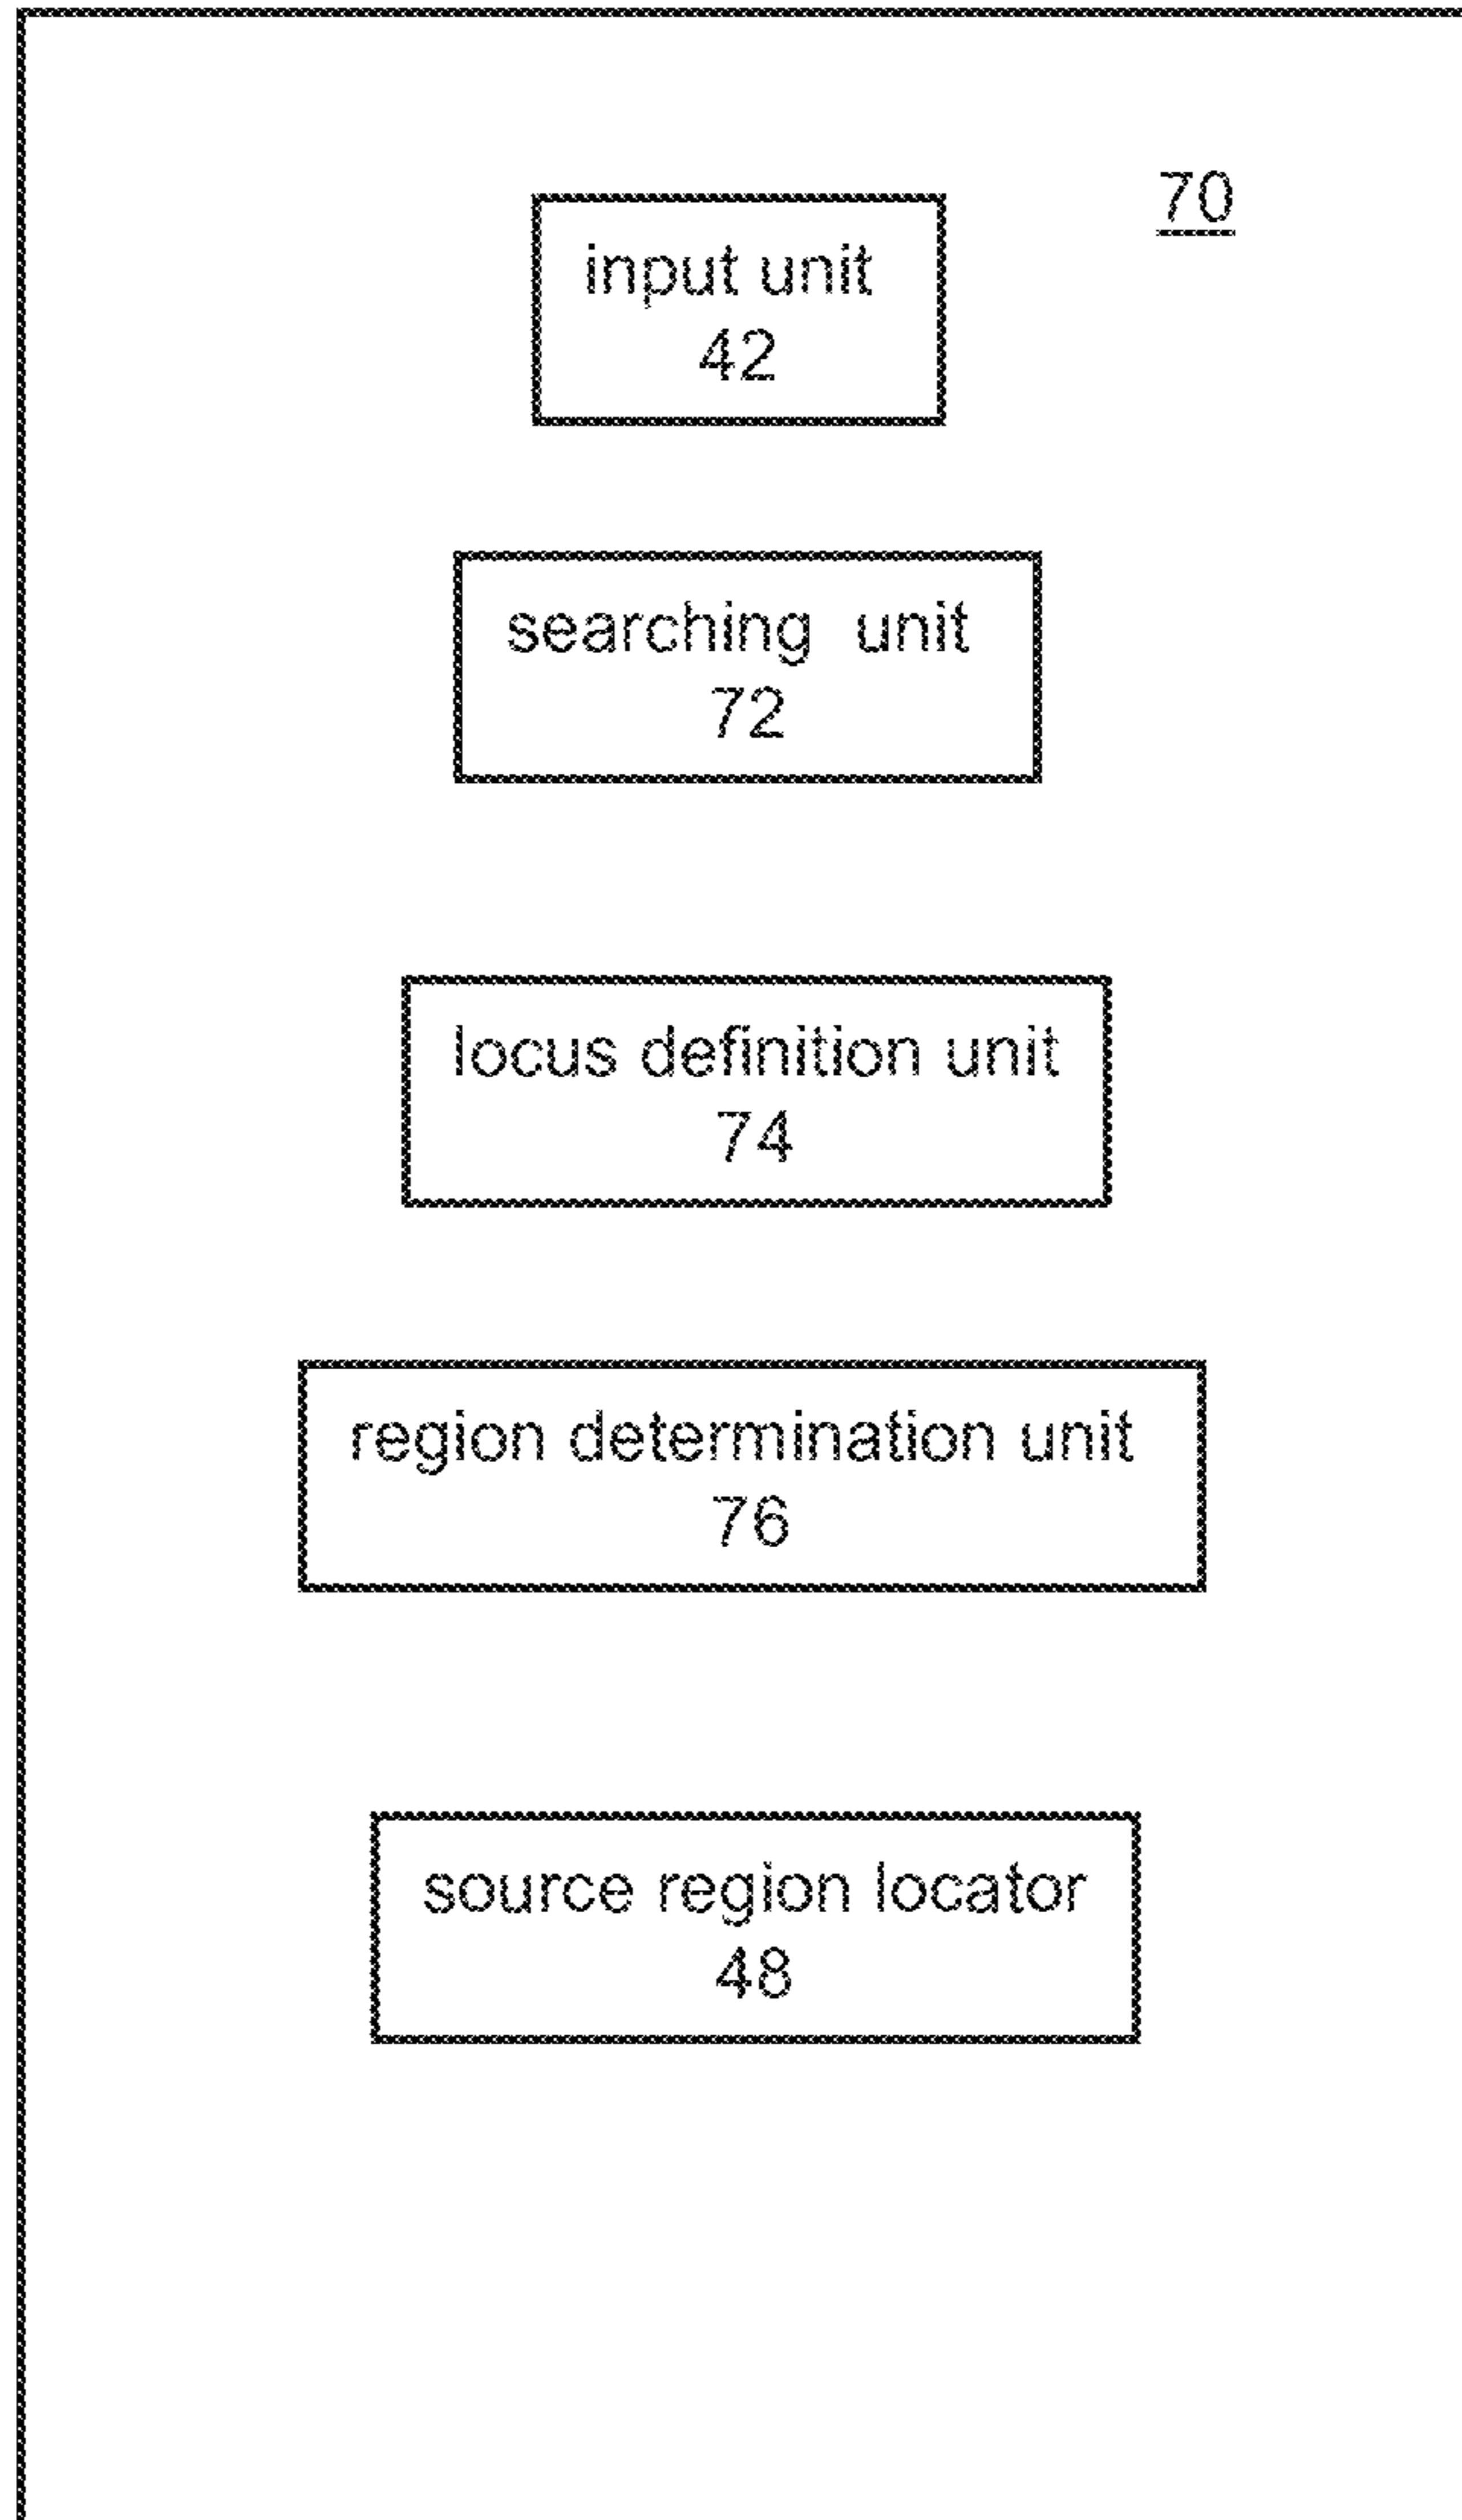 70
input unit
42
searching unit
72
locus definition unit
74
region determination unit
76
source region locator
48